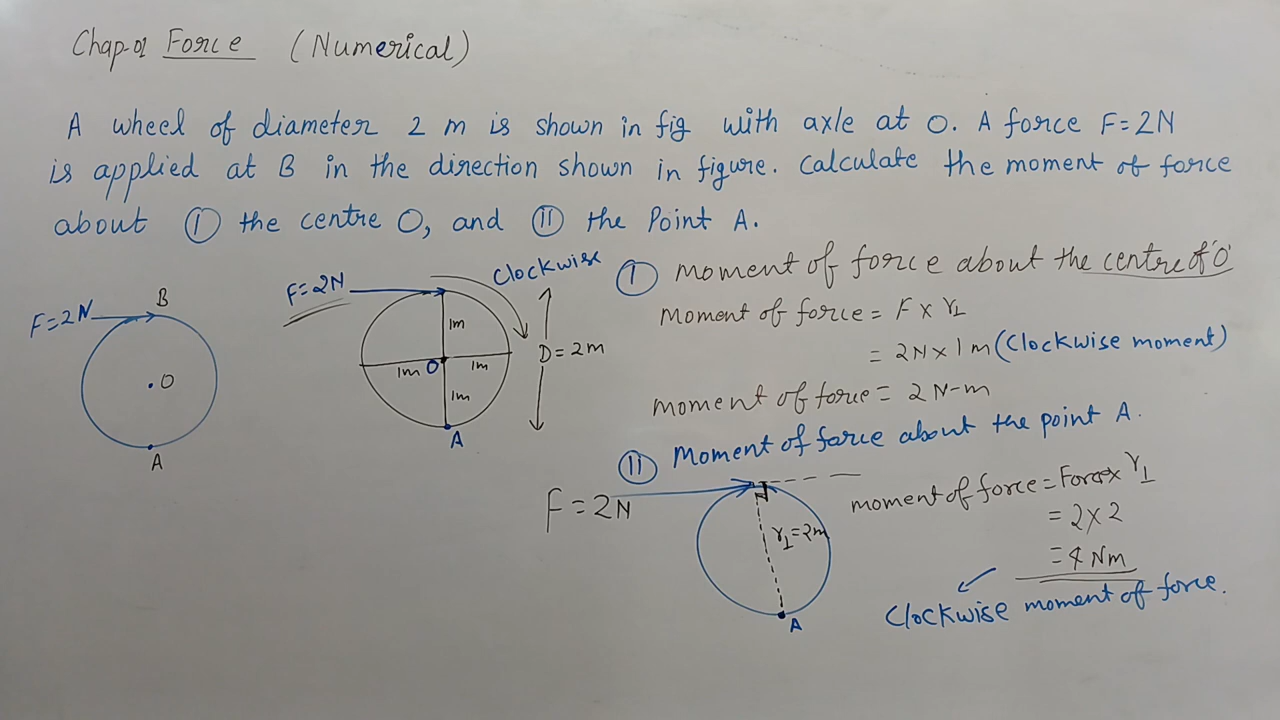 Chap-01 Force (Numerical)
A wheel of diameter 2 m is shown in fig with axle at O. A force F=2N
is applied at B in the direction shown in figure. Calculate the moment of force
about (I) the centre O, and (II) the Point A.
F=2N
B
O
A
F=2N
Clockwise
1m
1m
O
1m
1m
A
D = 2m
(I) Moment of force about the centre of 'O'
Moment of force = F x r⊥
= 2N x 1m (Clockwise moment)
moment of force = 2 N-m
(II) Moment of force about the point A.
F = 2N
r⊥=2m
A
moment of force = Force x r⊥
= 2 x 2
= 4 Nm
Clockwise moment of force.